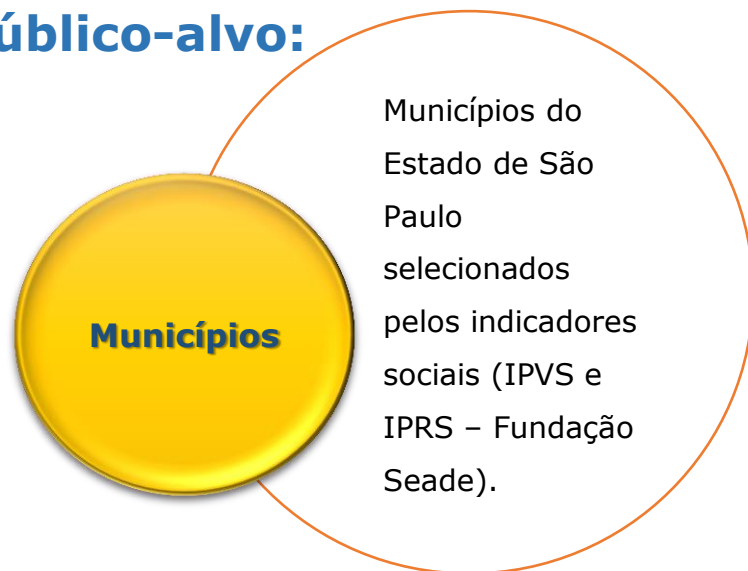 úblico-alvo:
Municípios
Municípios do
Estado de São
Paulo
selecionados
pelos indicadores
sociais (IPVS e
IPRS – Fundação
Seade).